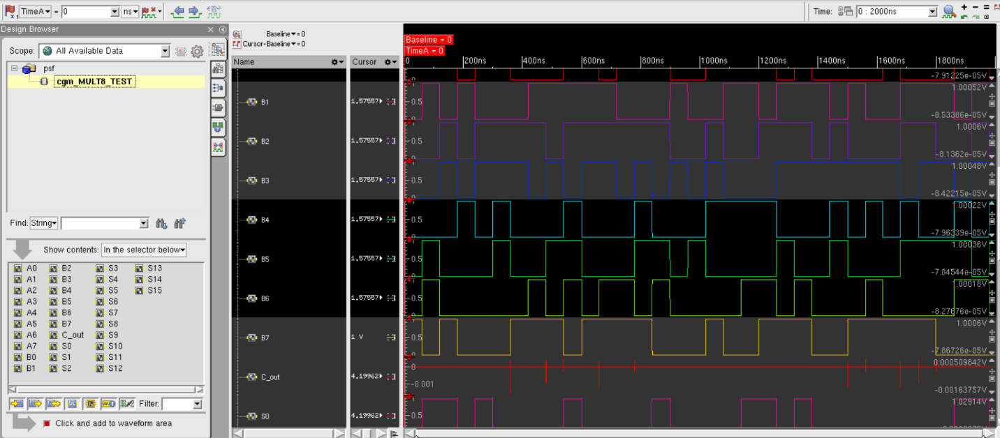 TimeA = 0 ns Time: 0 : 2000ns
Design Browser
Baseline = 0
Cursor-Baseline = 0
Baseline = 0
TimeA = 0
Scope: All Available Data
Name Cursor
0 200ns 400ns 600ns 800ns 1000ns 1200ns 1400ns 1600ns 1800ns
psf
cgm_MULT8_TEST
-7.91225e-05V
B1 1.57557 0.5 1.00052V
-8.53386e-05V
B2 1.57557 0.5 1.0006V
-8.1362e-05V
B3 1.57557 0.5 1.00048V
-8.42215e-05V
B4 1.57557 0.5 1.00022V
-7.96339e-05V
B5 1.57557 0.5 1.00036V
-7.84544e-05V
B6 1.57557 0.5 1.00018V
-8.27676e-05V
B7 1 V 0.5 1.0006V
-7.86726e-05V
C_out 4.19962 0 0.000509842V
-0.001 -0.00163757V
S0 4.19962 0.5 1.02914V
Find: String
Show contents: In the selector below
A0 B2 S3 S13
A1 B3 S4 S14
A2 B4 S5 S15
A3 B5 S6
A4 B6 S7
A5 B7 S8
A6 C_out S9
A7 S0 S10
B0 S1 S11
B1 S2 S12
Filter:
Click and add to waveform area